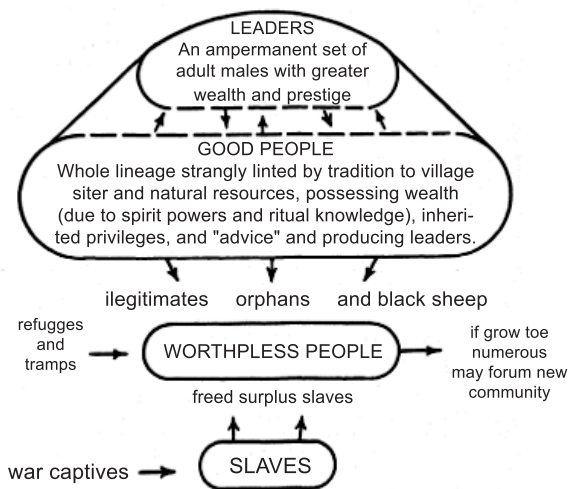 LEADERS
An ampermanent set of
adult males with greater
wealth and prestige
GOOD PEOPLE
Whole lineage strangly linted by tradition to village
siter and natural resources, possessing wealth
(due to spirit powers and ritual knowledge), inheri-
ted privileges, and "advice" and producing leaders.
ilegitimates orphans and black sheep
refugges
and
tramps
WORTHPLESS PEOPLE
if grow toe
numerous
may forum new
community
freed surplus slaves
war captives
SLAVES